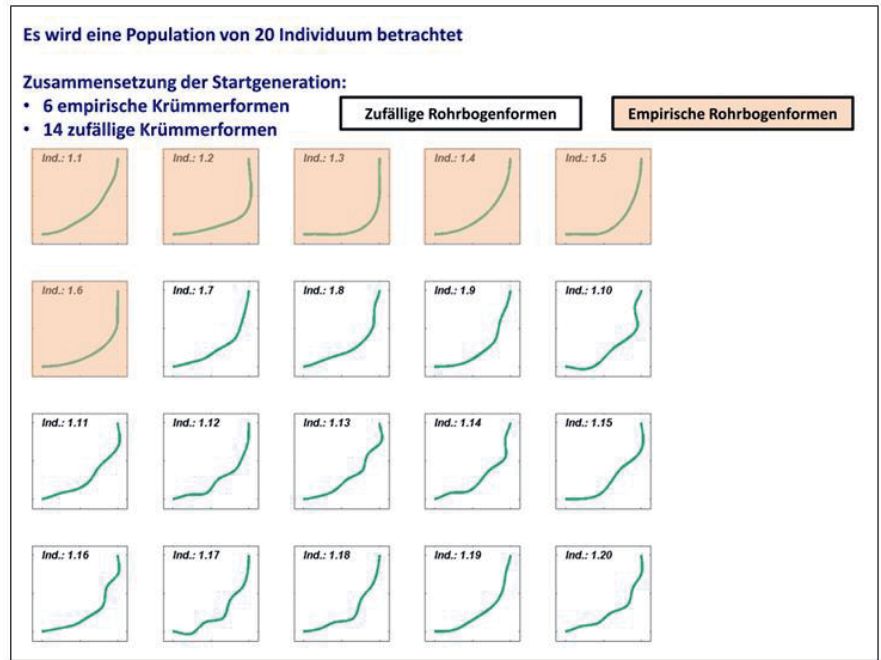 Es wird eine Population von 20 Individuum betrachtet
Zusammensetzung der Startgeneration:
• 6 empirische Krümmerformen
• 14 zufällige Krümmerformen
Zufällige Rohrbogenformen
Empirische Rohrbogenformen
Ind.: 1.1
Ind.: 1.2
Ind.: 1.3
Ind.: 1.4
Ind.: 1.5
Ind.: 1.6
Ind.: 1.7
Ind.: 1.8
Ind.: 1.9
Ind.: 1.10
Ind.: 1.11
Ind.: 1.12
Ind.: 1.13
Ind.: 1.14
Ind.: 1.15
Ind.: 1.16
Ind.: 1.17
Ind.: 1.18
Ind.: 1.19
Ind.: 1.20